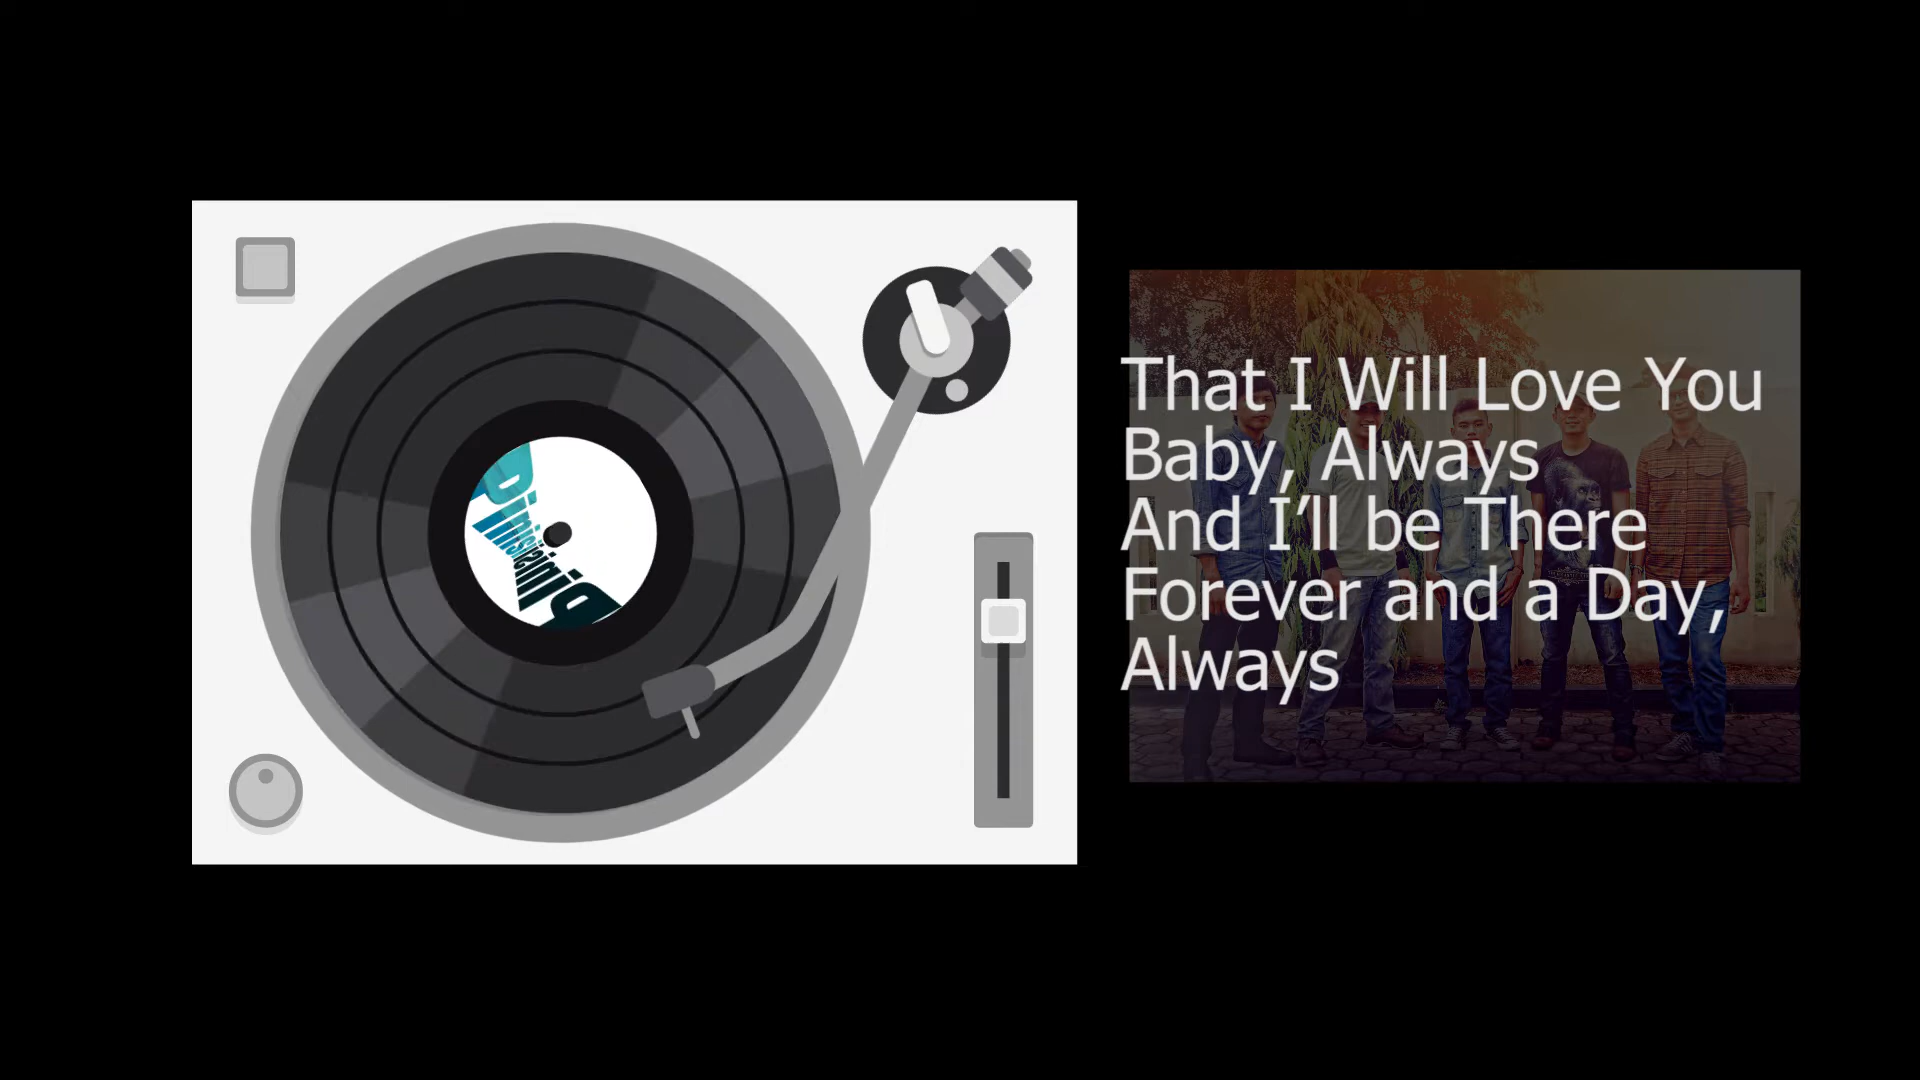 That I Will Love You
Baby, Always
And I’ll be There
Forever and a Day,
Always